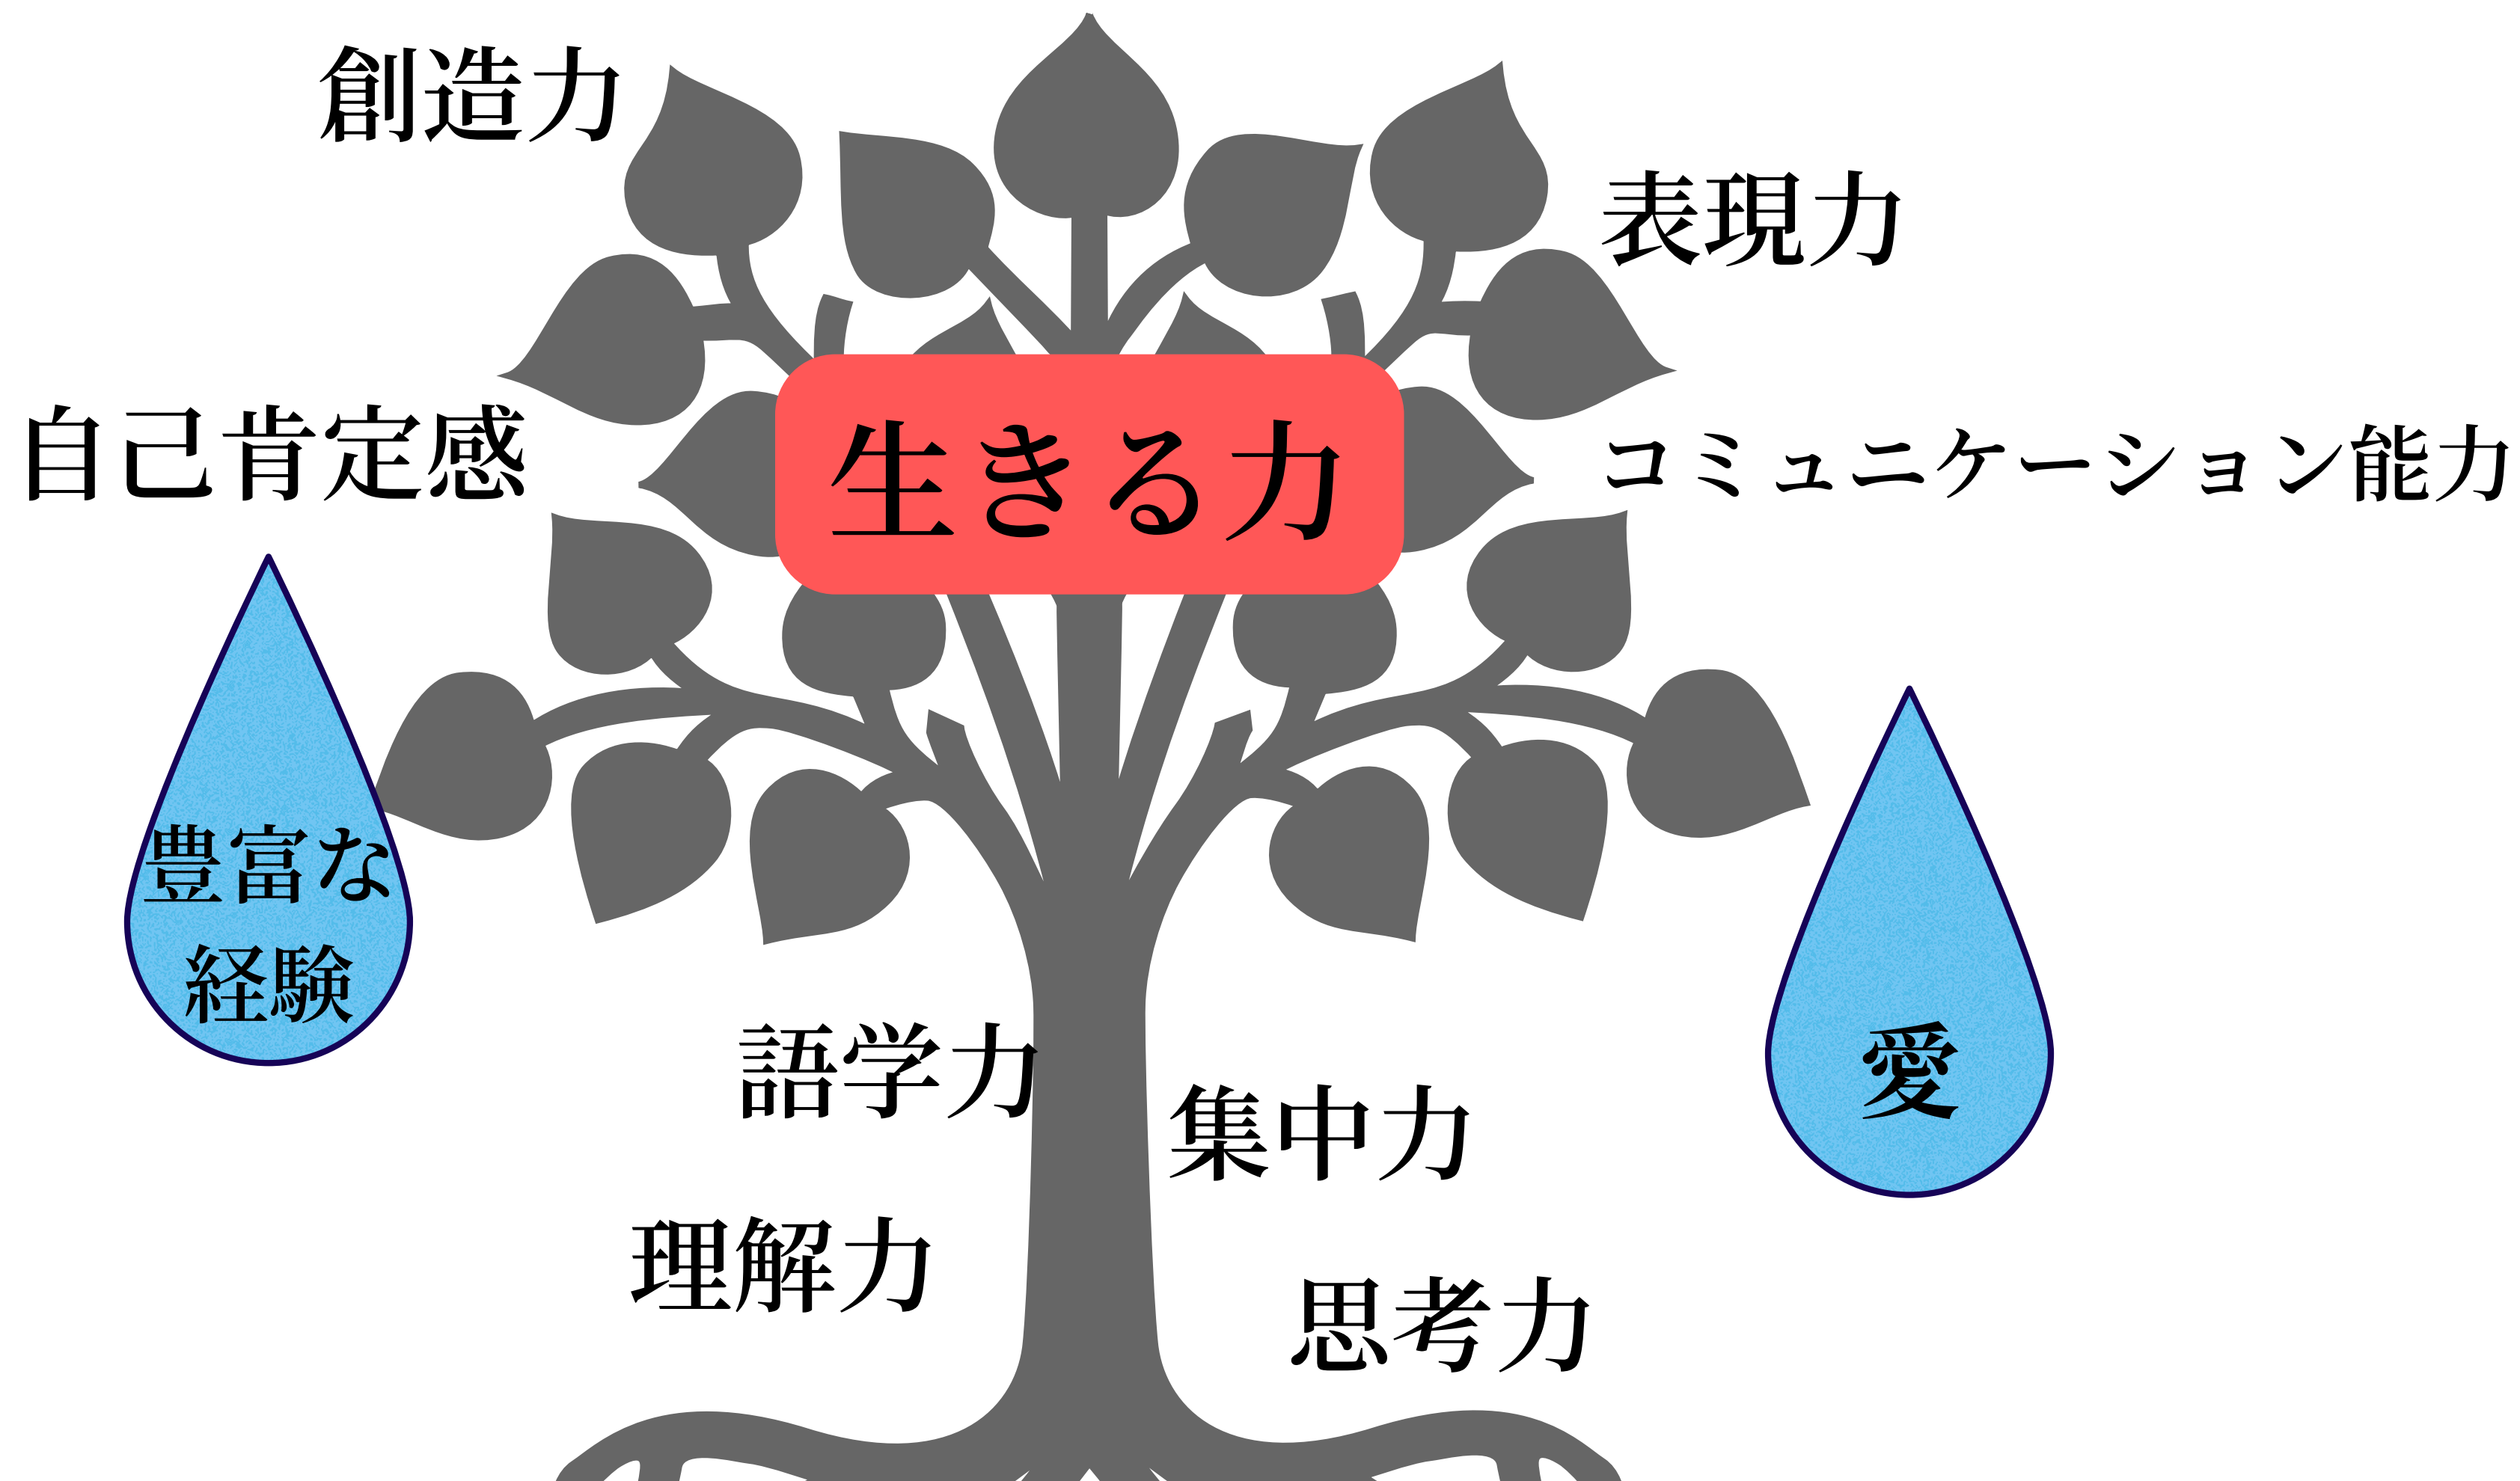 創造力
表現力
自己肯定感
生きる力
コミュニケーション能力
豊富な
経験
愛
語学力
集中力
理解力
思考力